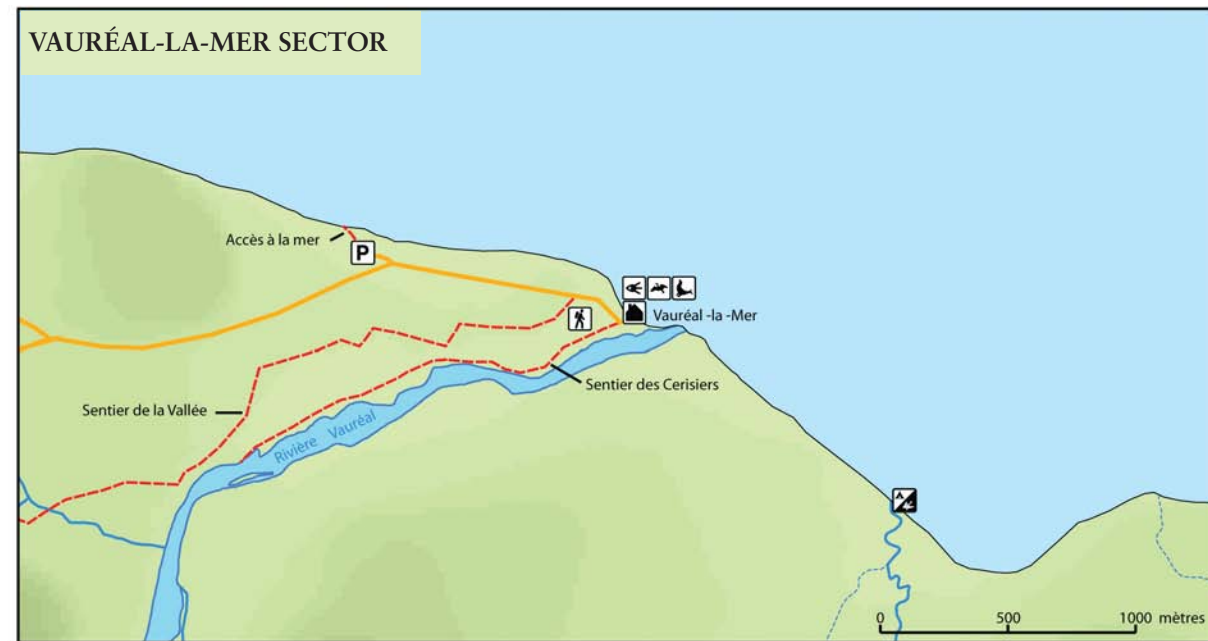 VAURÉAL-LA-MER SECTOR
Accès à la mer
P
Vauréal -la -Mer
Sentier des Cerisiers
Sentier de la Vallée
Rivière Vauréal
0 500 1000 mètres